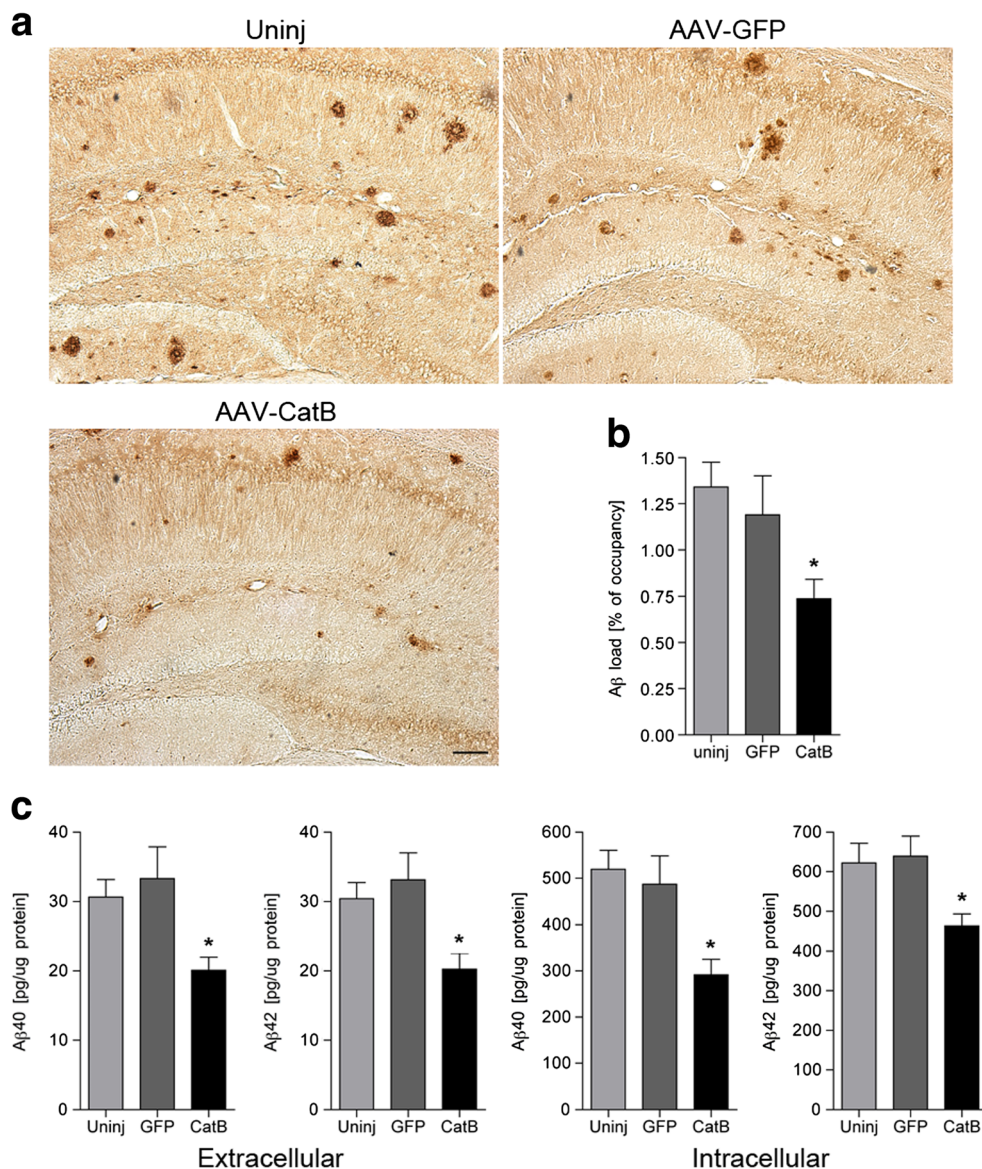 a
Uninj
AAV-GFP
AAV-CatB
b
Aβ load [% of occupancy]
1.50
1.25
1.00
0.75
0.50
0.25
0.00
*
uninj GFP CatB
c
Aβ40 [pg/ug protein]
40
30
20
10
0
*
Uninj GFP CatB
Aβ42 [pg/ug protein]
40
30
20
10
0
*
Uninj GFP CatB
Extracellular
Aβ40 [pg/ug protein]
600
500
400
300
200
100
0
*
Uninj GFP CatB
Aβ42 [pg/ug protein]
700
600
500
400
300
200
100
0
*
Uninj GFP CatB
Intracellular